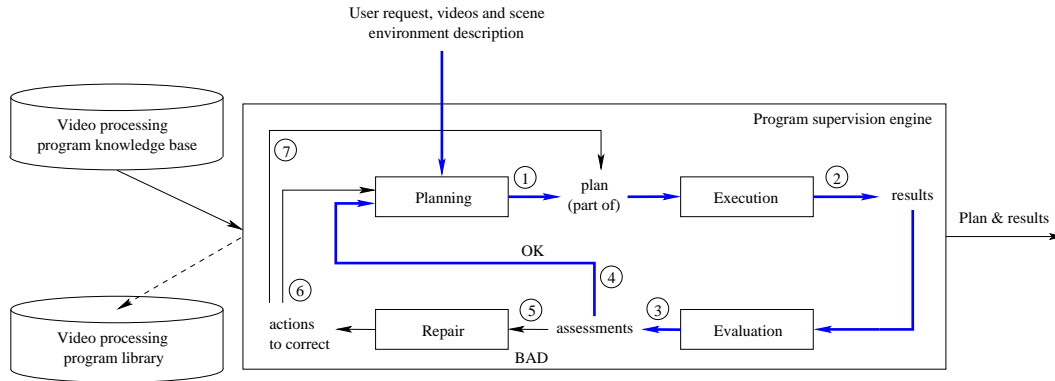 User request, videos and scene
environment description
Video processing
program knowledge base
Program supervision engine
7
1
2
Planning
plan
(part of)
Execution
results
Plan & results
OK
4
6
5
3
actions
to correct
Repair
assessments
Evaluation
BAD
Video processing
program library